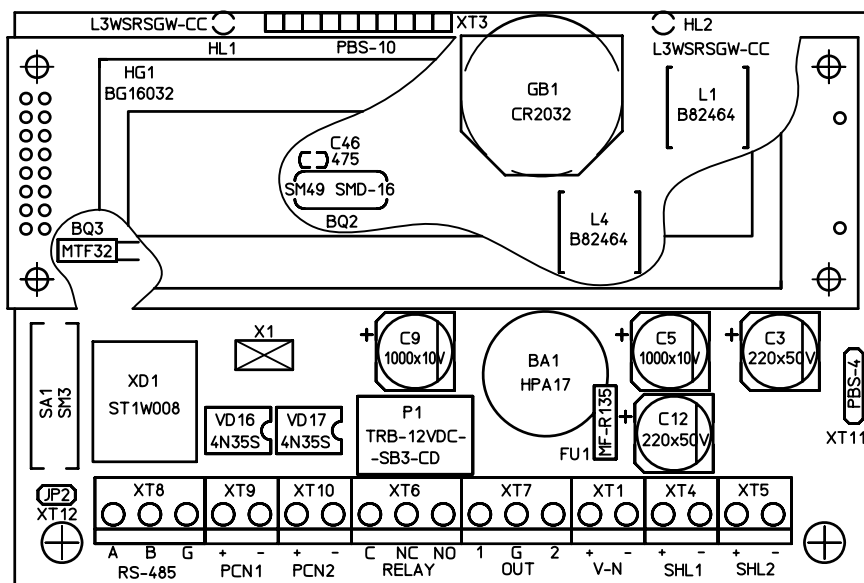 L3WSRSGW-CC
XT3
HL2
HL1
PBS-10
L3WSRSGW-CC
HG1
BG16032
GB1
CR2032
L1
B82464
C46
475
SM49 SMD-16
BQ2
L4
B82464
BQ3
MTF32
X1
+ C9
1000x10V
BA1
HPA17
+ C5
1000x10V
+ C3
220x50V
SA1
SM3
XD1
ST1W008
VD16
4N35S
VD17
4N35S
P1
TRB-12VDC-
-SB3-CD
FU1
MF-R135
+ C12
220x50V
PBS-4
XT11
JP2
XT12
XT8 XT9 XT10 XT6 XT7 XT1 XT4 XT5
A B G + - + - C NC NO 1 G 2 + - + - + -
RS-485 PCN1 PCN2 RELAY OUT V-N SHL1 SHL2